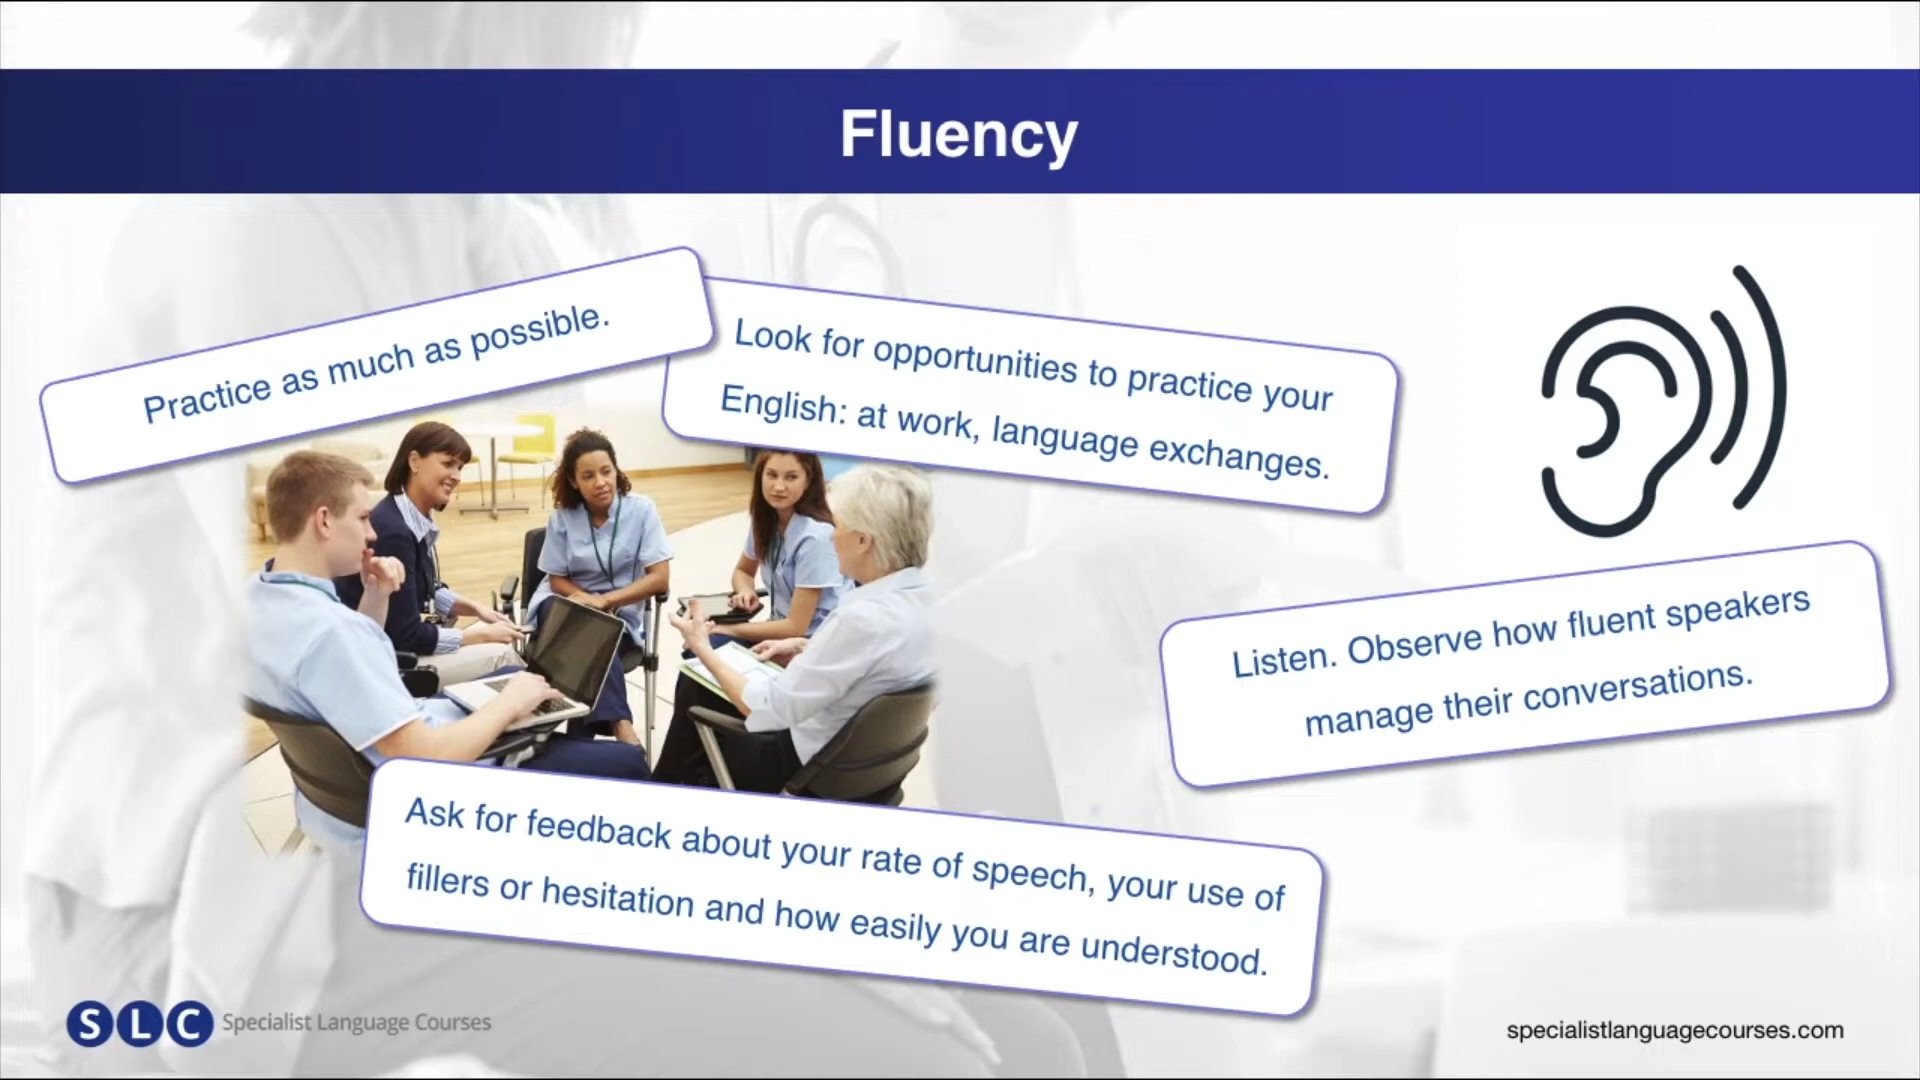 Fluency
Practice as much as possible.
Look for opportunities to practice your
English: at work, language exchanges.
Listen. Observe how fluent speakers
manage their conversations.
Ask for feedback about your rate of speech, your use of
fillers or hesitation and how easily you are understood.
SLC Specialist Language Courses
specialistlanguagecourses.com